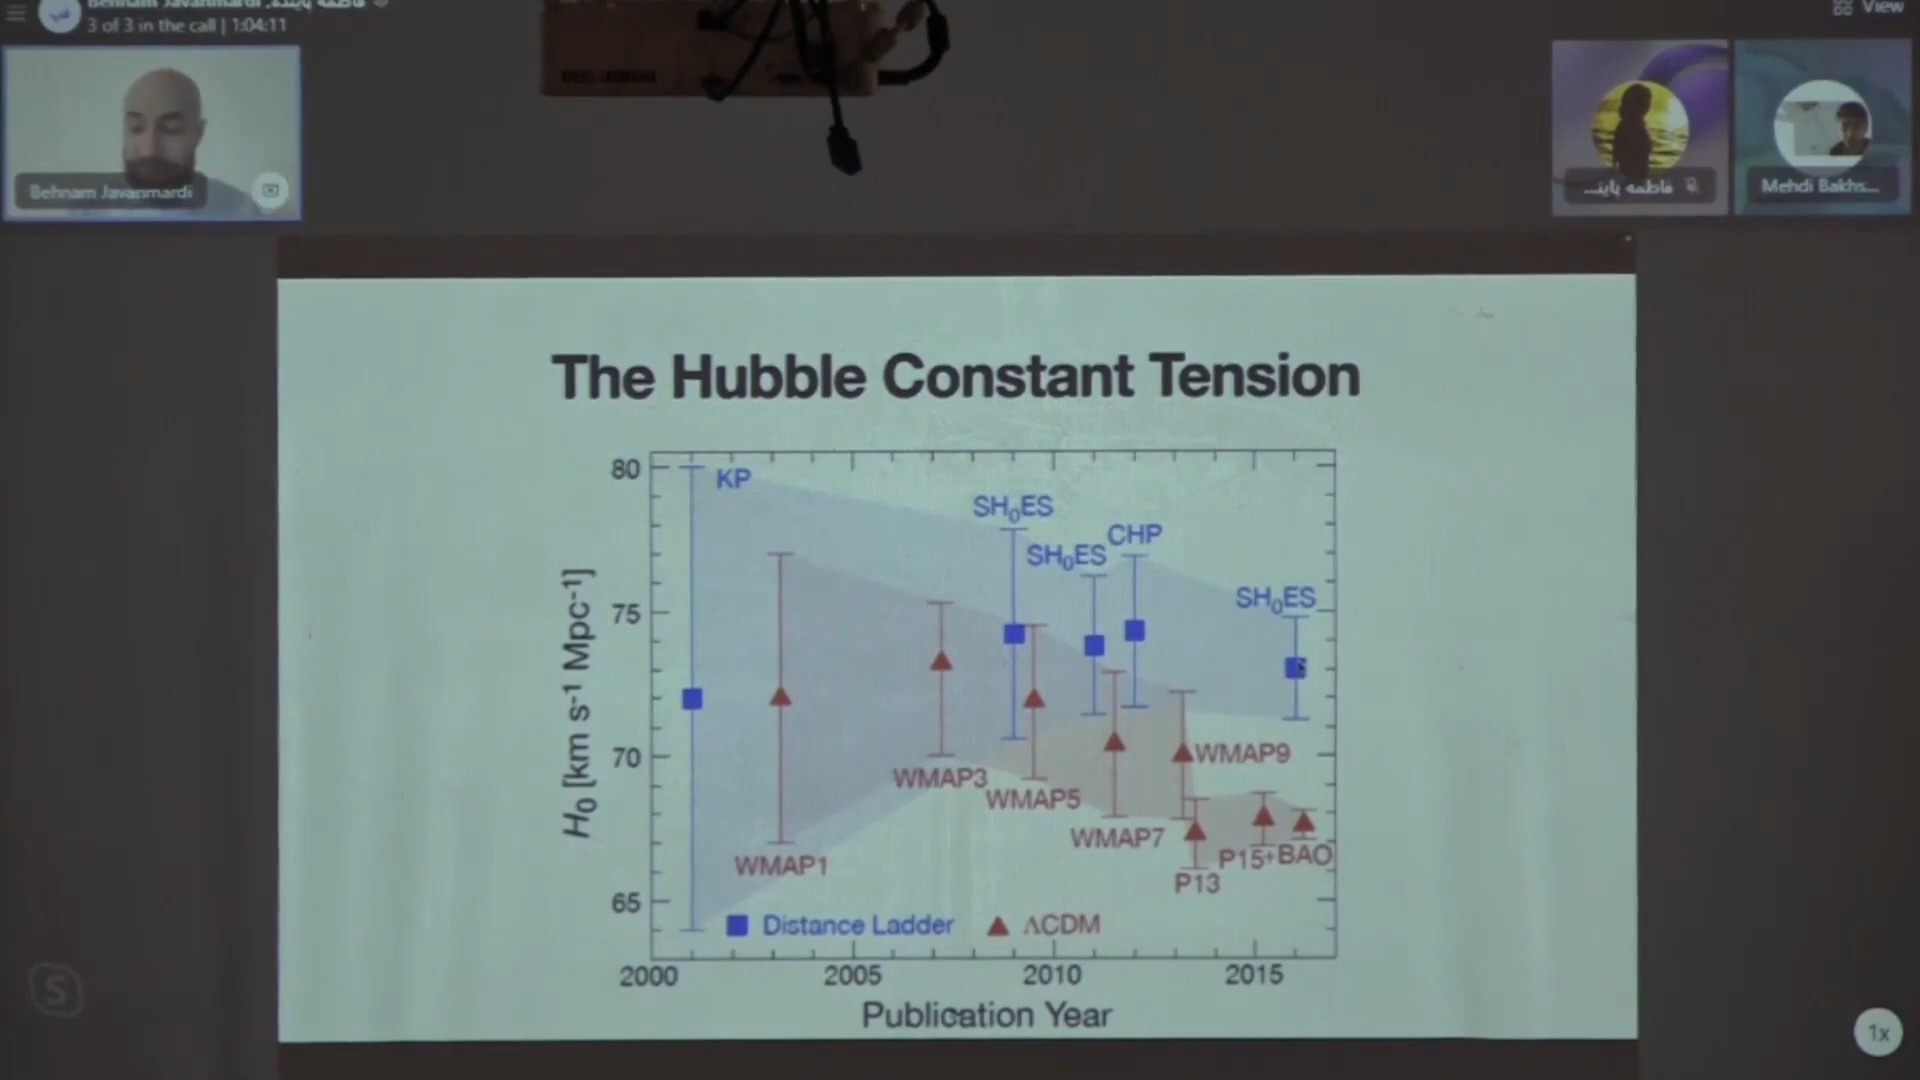 3 of 3 in the call | 1:04:11
View
Behnam Javanmardi
Mehdi Bakhs...
The Hubble Constant Tension
H0 [km s-1 Mpc-1]
80
75
70
65
KP
SH0ES
SH0ES
CHP
SH0ES
WMAP1
WMAP3
WMAP5
WMAP7
WMAP9
P13
P15+BAO
Distance Ladder
ΛCDM
2000
2005
2010
2015
Publication Year
S
1x